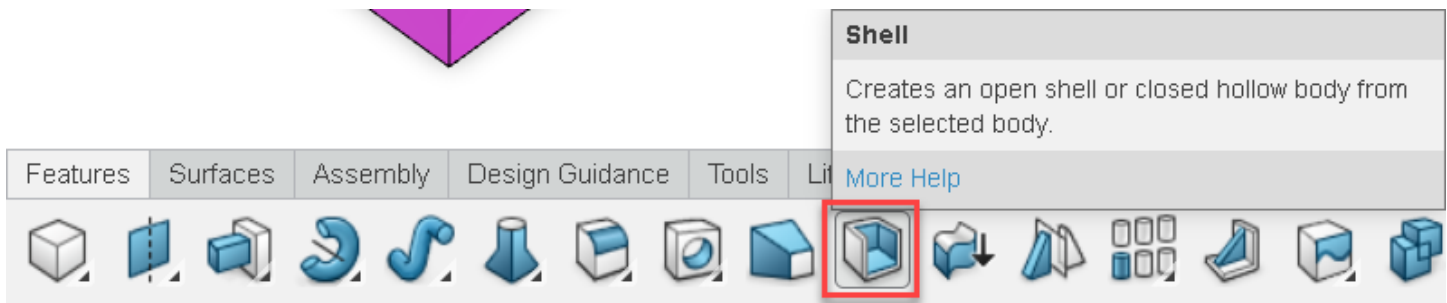 Shell
Creates an open shell or closed hollow body from
the selected body.
Features Surfaces Assembly Design Guidance Tools
More Help